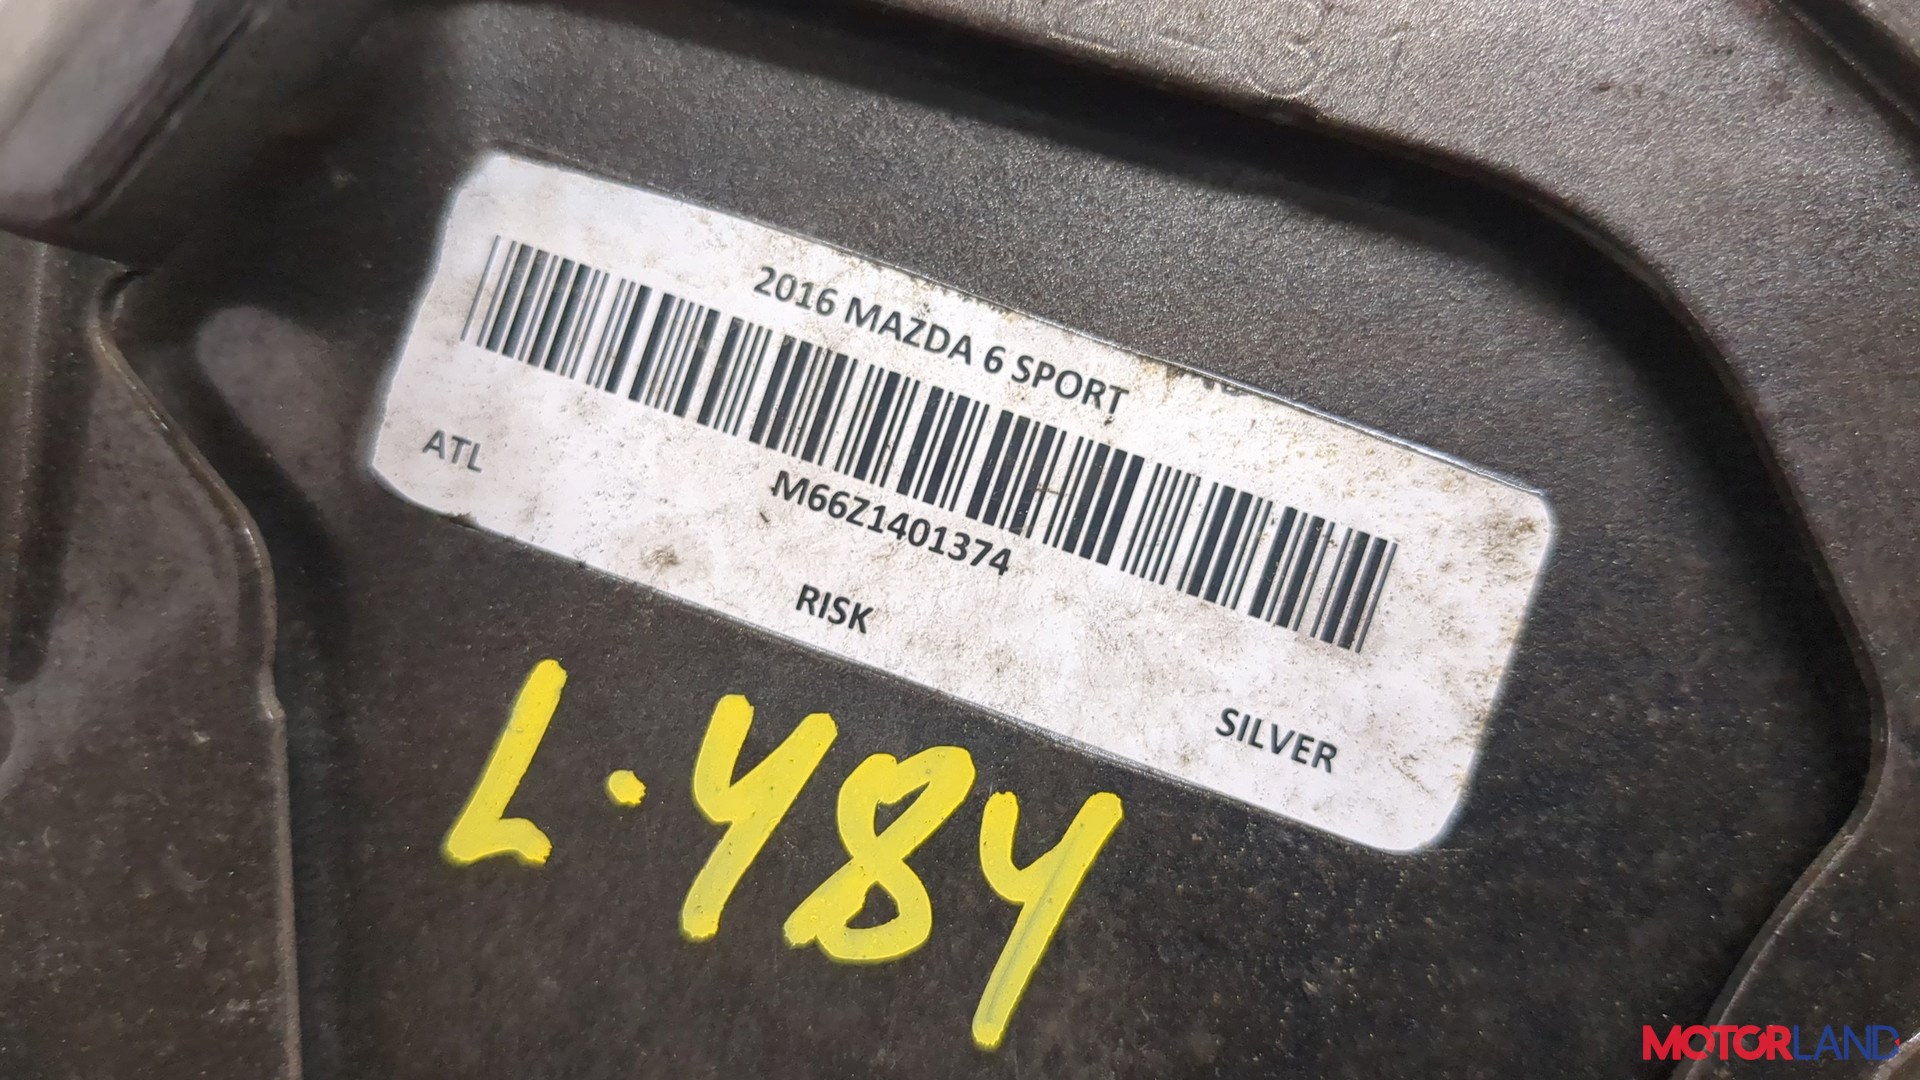 2016 MAZDA 6 SPORT
ATL
M66Z1401374
RISK
SILVER
L·484
MOTORLAND